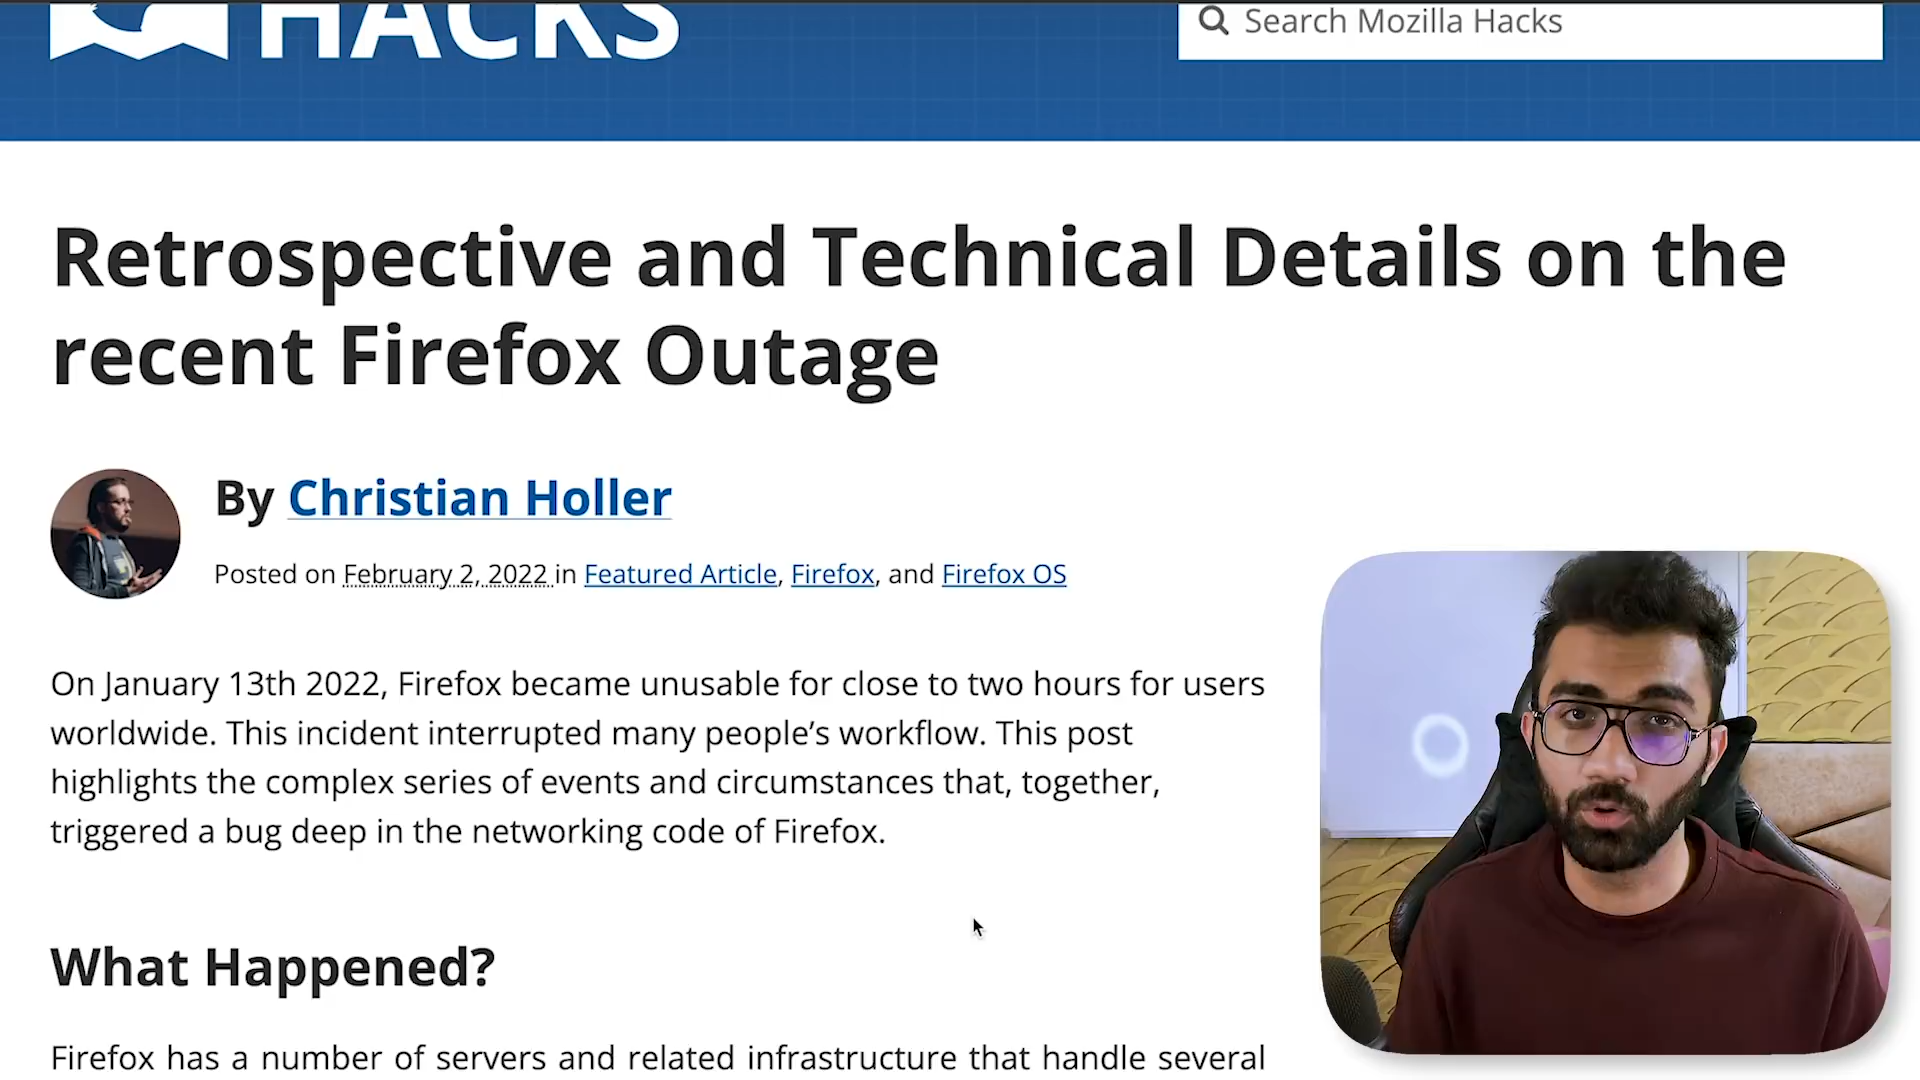 HACKS
Search Mozilla Hacks
Retrospective and Technical Details on the
recent Firefox Outage
By Christian Holler
Posted on February 2, 2022 in Featured Article, Firefox, and Firefox OS
On January 13th 2022, Firefox became unusable for close to two hours for users
worldwide. This incident interrupted many people’s workflow. This post
highlights the complex series of events and circumstances that, together,
triggered a bug deep in the networking code of Firefox.
What Happened?
Firefox has a number of servers and related infrastructure that handle several